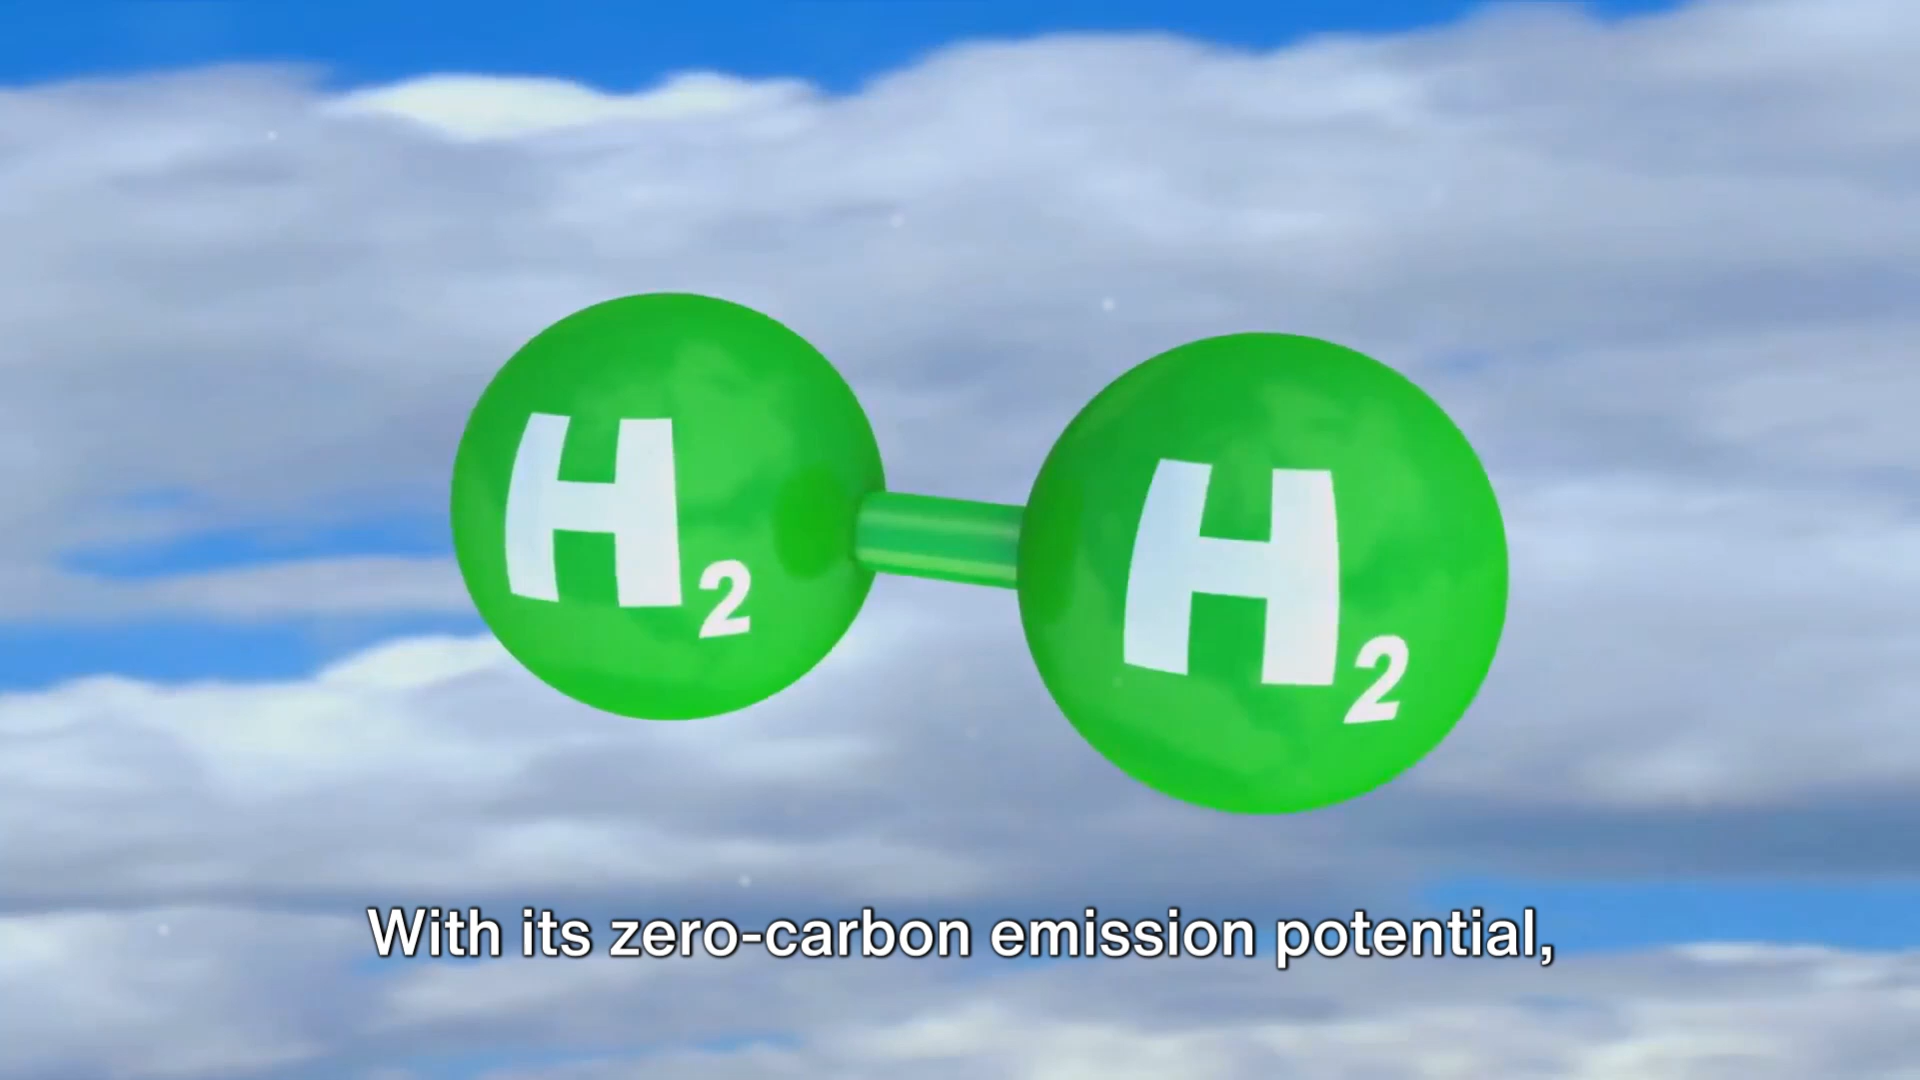 H2
H2
With its zero-carbon emission potential,